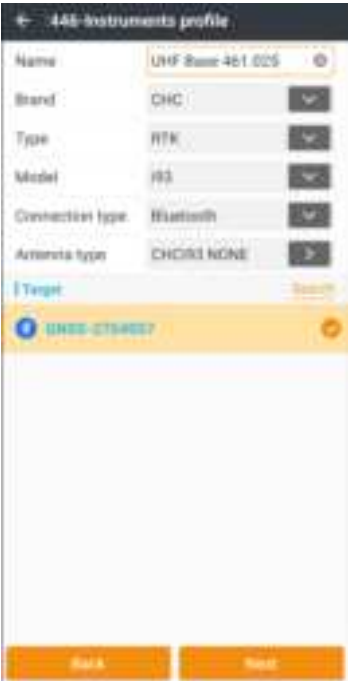 446-Instruments profile
Name UHF Base 461.025
Brand CHC
Type RTK
Model i93
Connection type Bluetooth
Antenna type CHCI93 NONE
Target Search
Back Next